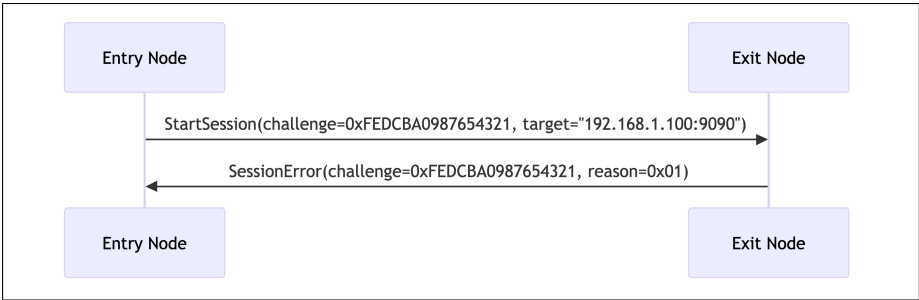 Entry Node
Exit Node
StartSession(challenge=0xFEDCBA0987654321, target="192.168.1.100:9090")
SessionError(challenge=0xFEDCBA0987654321, reason=0x01)
Entry Node
Exit Node